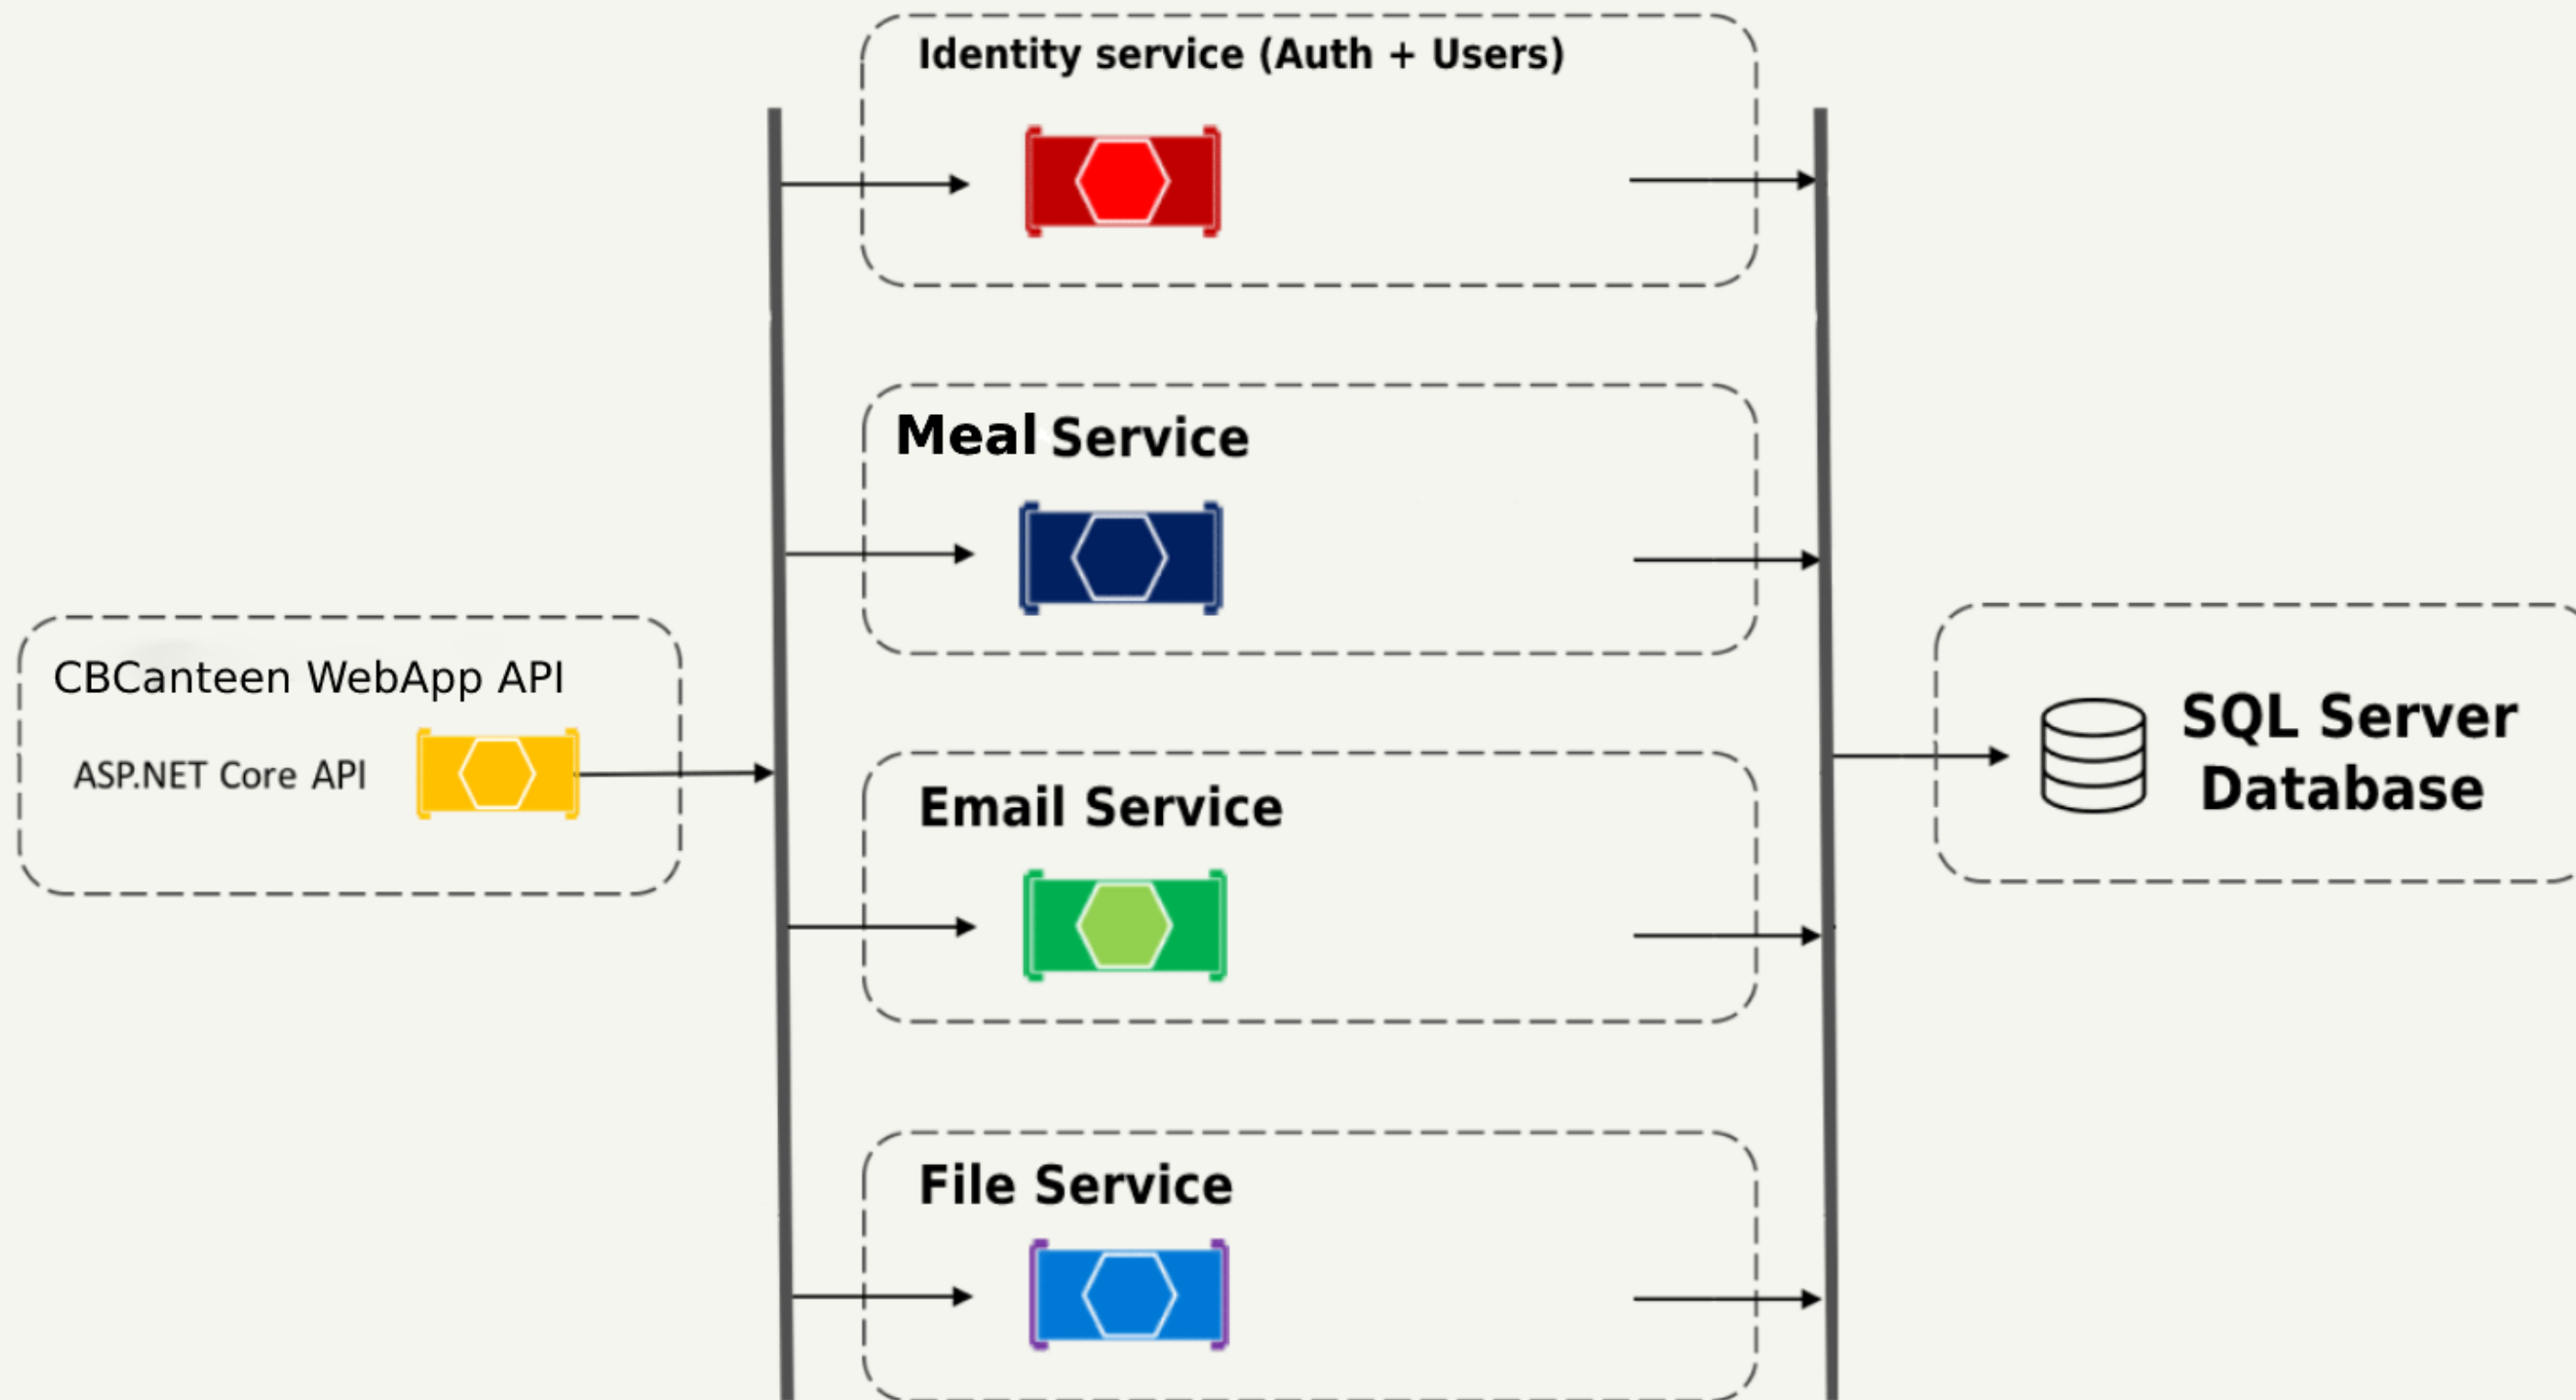 Identity service (Auth + Users)
Meal Service
CBCanteen WebApp API
ASP.NET Core API
Email Service
SQL Server
Database
File Service